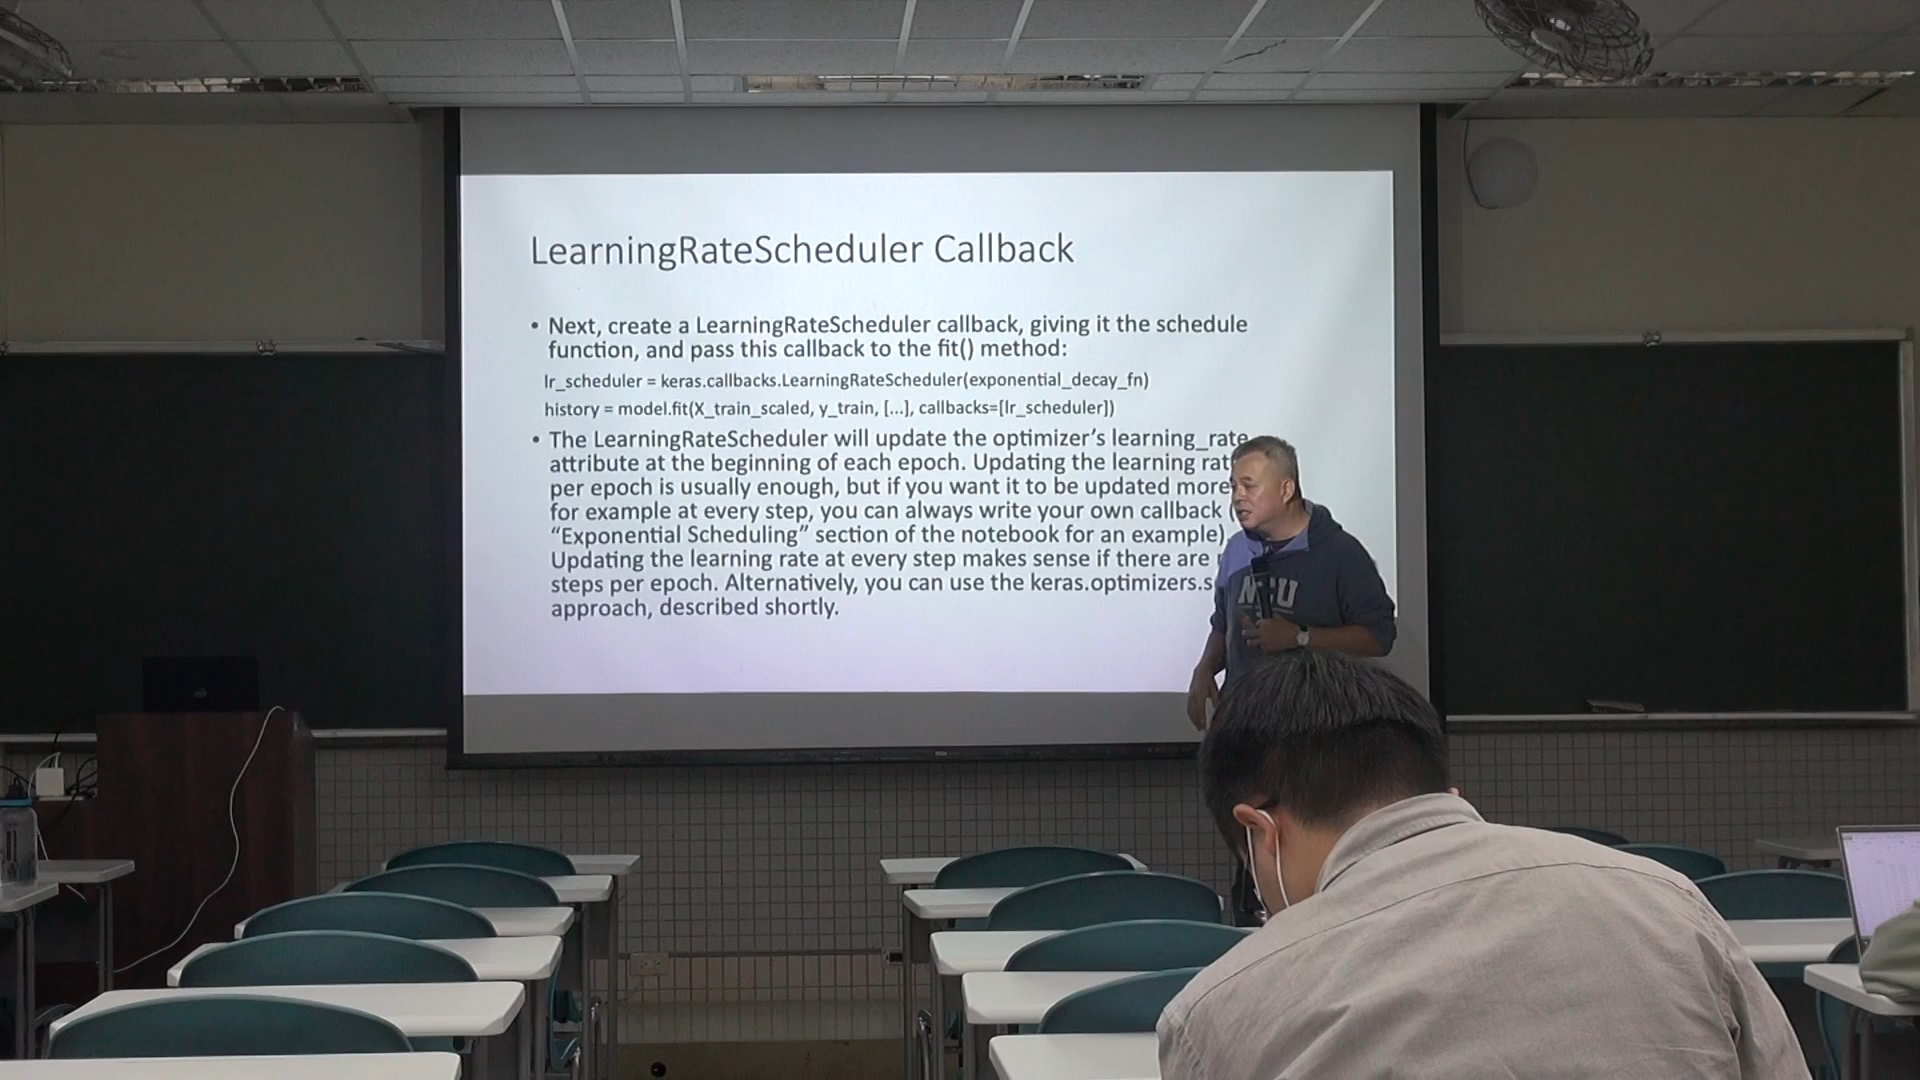 LearningRateScheduler Callback
• Next, create a LearningRateScheduler callback, giving it the schedule
function, and pass this callback to the fit() method:
lr_scheduler = keras.callbacks.LearningRateScheduler(exponential_decay_fn)
history = model.fit(X_train_scaled, y_train, [...], callbacks=[lr_scheduler])
• The LearningRateScheduler will update the optimizer’s learning_rate
attribute at the beginning of each epoch. Updating the learning
per epoch is usually enough, but if you want it to be updated more
for example at every step, you can always write your own callback
“Exponential Scheduling” section of the notebook for an example)
Updating the learning rate at every step makes sense if there are
steps per epoch. Alternatively, you can use the
approach, described shortly.